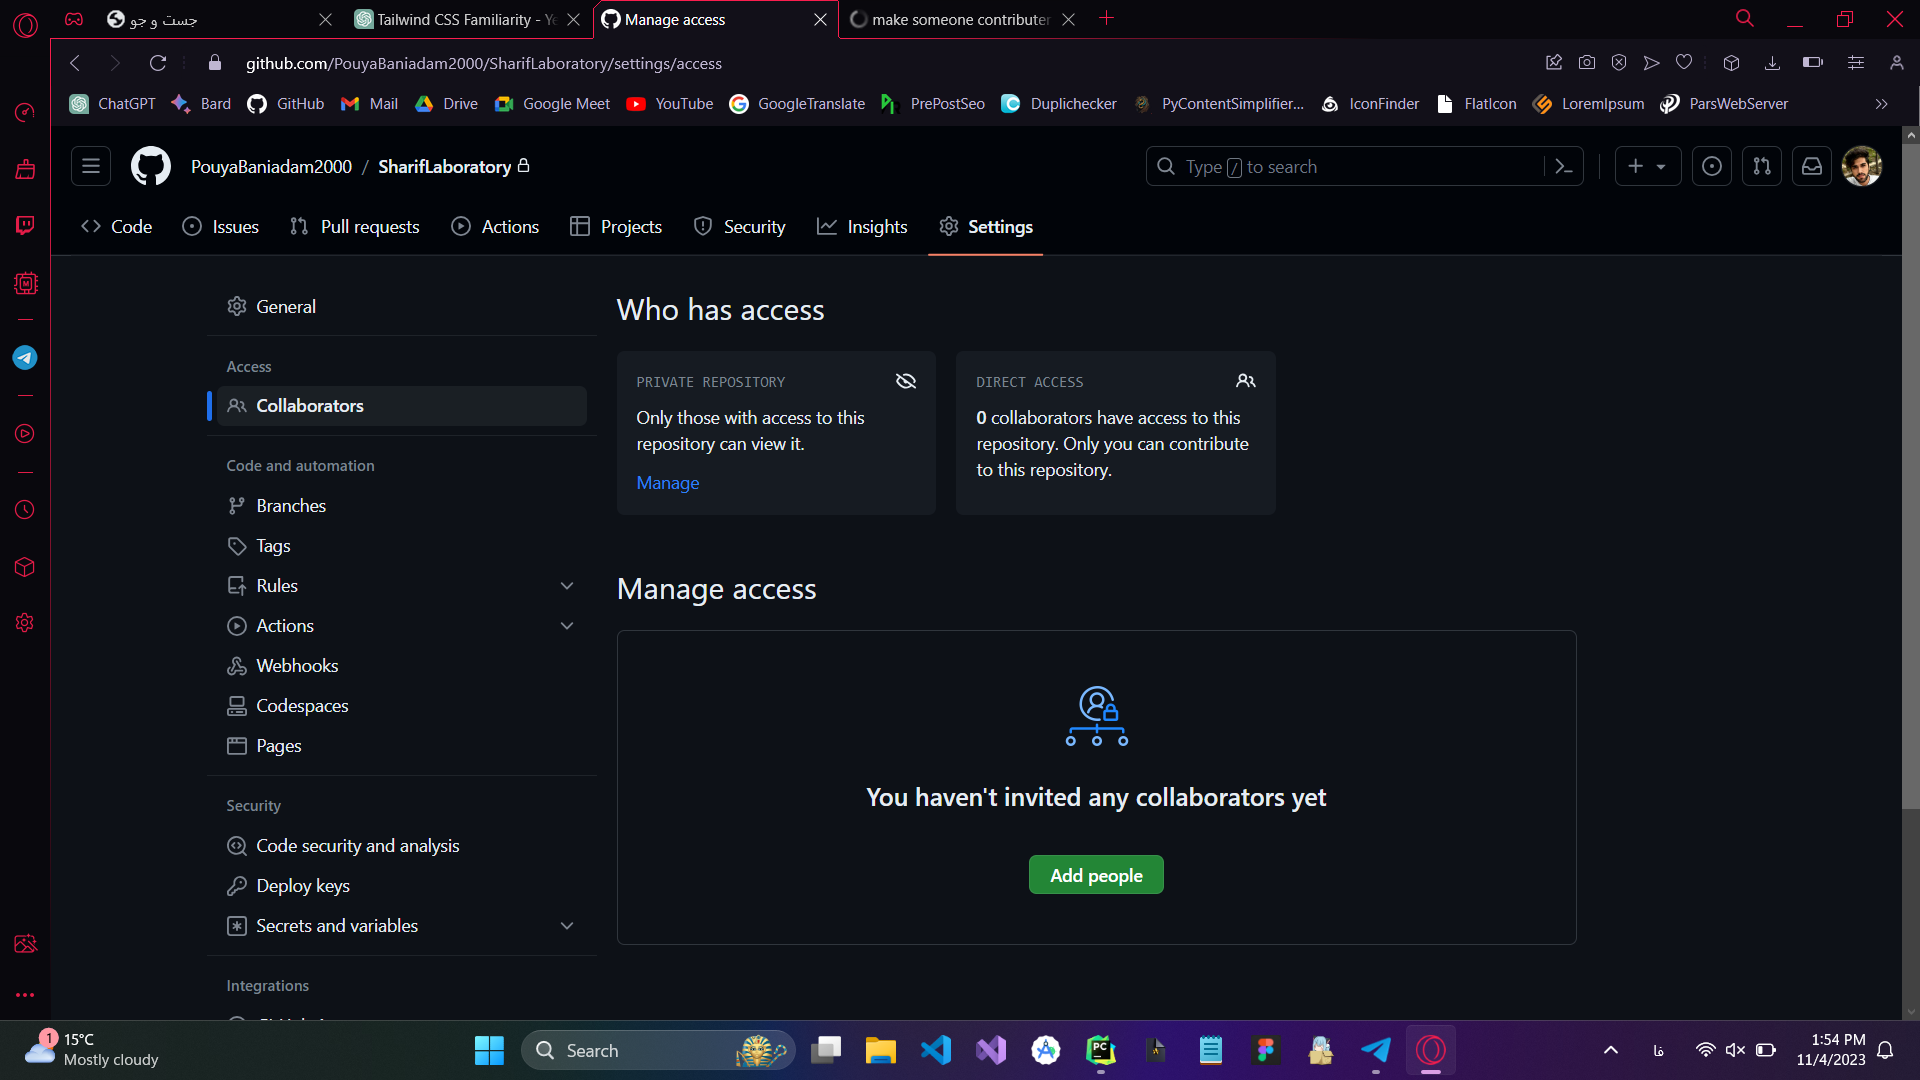 جست و جو
Tailwind CSS Familiarity - Ye
Manage access
make someone contributer
github.com/PouyaBaniadam2000/SharifLaboratory/settings/access
ChatGPT
Bard
GitHub
Mail
Drive
Google Meet
YouTube
GoogleTranslate
PrePostSeo
Duplichecker
PyContentSimplifier...
IconFinder
FlatIcon
LoremIpsum
ParsWebServer
PouyaBaniadam2000 / SharifLaboratory
Type / to search
Code
Issues
Pull requests
Actions
Projects
Security
Insights
Settings
General
Access
Collaborators
Code and automation
Branches
Tags
Rules
Actions
Webhooks
Codespaces
Pages
Security
Code security and analysis
Deploy keys
Secrets and variables
Integrations
Who has access
PRIVATE REPOSITORY
Only those with access to this
repository can view it.
Manage
DIRECT ACCESS
0 collaborators have access to this
repository. Only you can contribute
to this repository.
Manage access
You haven't invited any collaborators yet
Add people
1
15°C
Mostly cloudy
Search
PC
فا
1:54 PM
11/4/2023